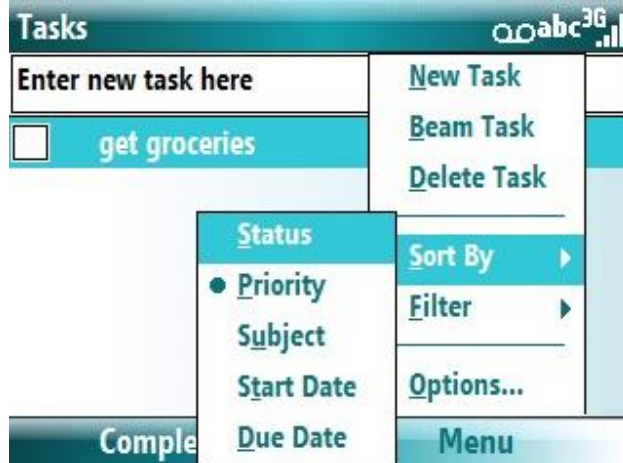 Tasks abc 3G
Enter new task here
get groceries
New Task
Beam Task
Delete Task
Sort By
Filter
Options...
Status
Priority
Subject
Start Date
Due Date
Comple
Menu